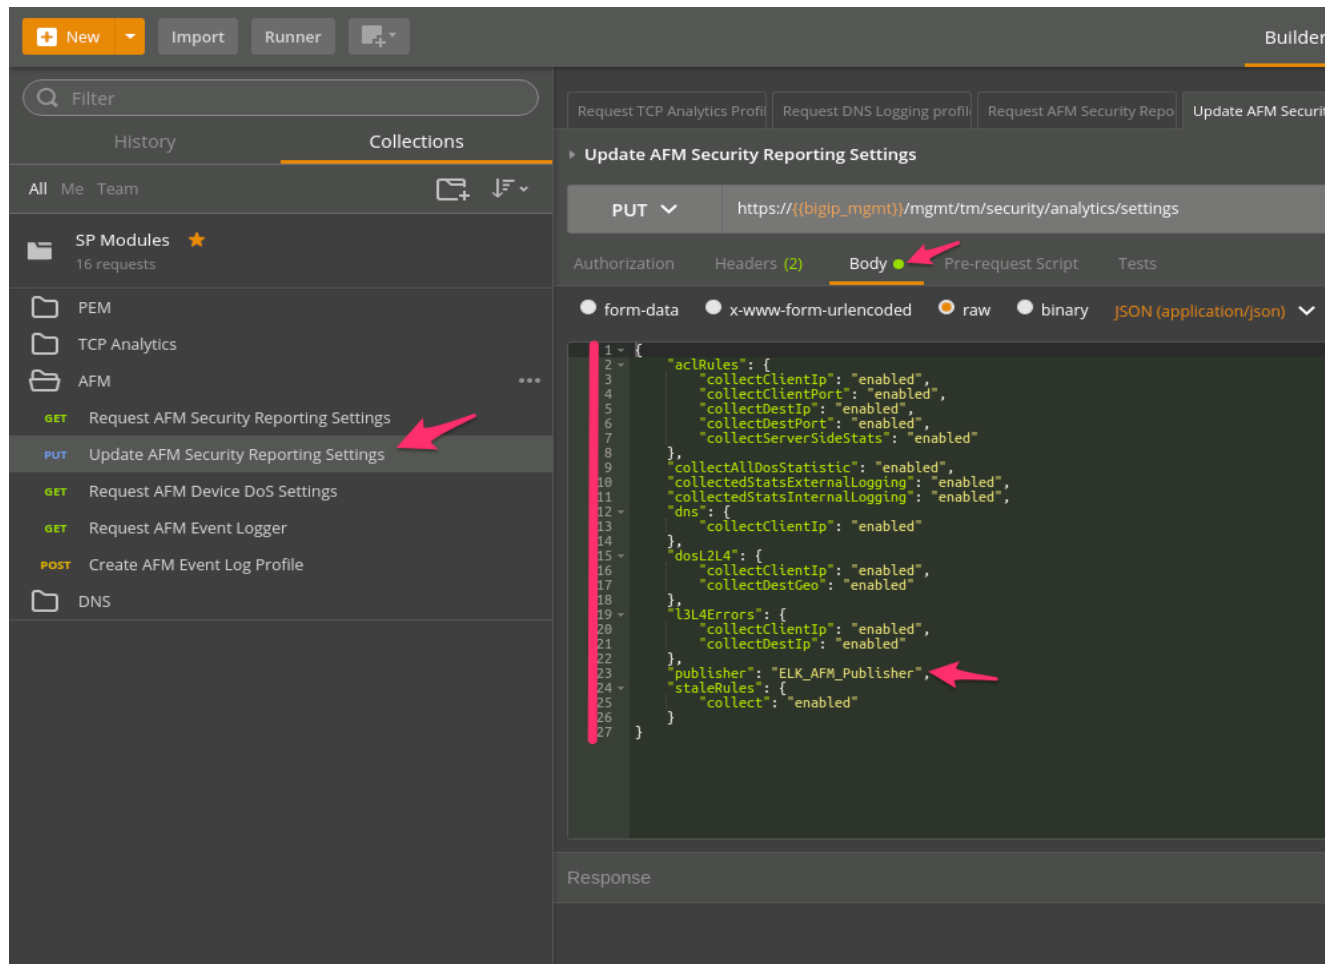 New
Import
Runner
Builder
Filter
History
Collections
All Me Team
SP Modules
16 requests
PEM
TCP Analytics
AFM
GET Request AFM Security Reporting Settings
PUT Update AFM Security Reporting Settings
GET Request AFM Device DoS Settings
GET Request AFM Event Logger
POST Create AFM Event Log Profile
DNS
Request TCP Analytics Profi
Request DNS Logging profil
Request AFM Security Repo
Update AFM Securit
Update AFM Security Reporting Settings
PUT https://{{bigip_mgmt}}/mgmt/tm/security/analytics/settings
Authorization Headers (2) Body Pre-request Script Tests
form-data x-www-form-urlencoded raw binary JSON (application/json)
1 {
2 "aclRules": {
3 "collectClientIp": "enabled",
4 "collectClientPort": "enabled",
5 "collectDestIp": "enabled",
6 "collectDestPort": "enabled",
7 "collectServerSideStats": "enabled"
8 },
9 "collectAllDosStatistic": "enabled",
10 "collectedStatsExternalLogging": "enabled",
11 "collectedStatsInternalLogging": "enabled",
12 "dns": {
13 "collectClientIp": "enabled"
14 },
15 "dosL2L4": {
16 "collectClientIp": "enabled",
17 "collectDestGeo": "enabled"
18 },
19 "l3L4Errors": {
20 "collectClientIp": "enabled",
21 "collectDestIp": "enabled"
22 },
23 "publisher": "ELK_AFM_Publisher",
24 "staleRules": {
25 "collect": "enabled"
26 }
27 }
Response